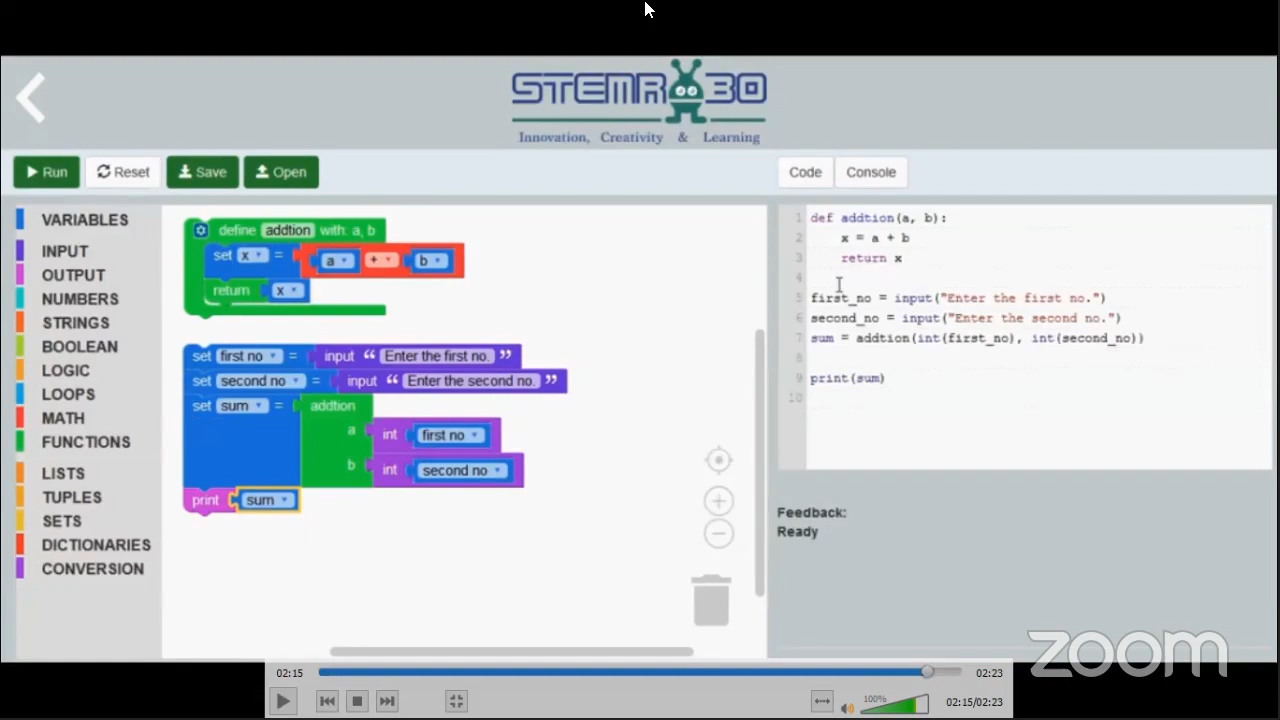 STEMROBO
Innovation, Creativity & Learning
Run Reset Save Open
Code Console
VARIABLES
INPUT
OUTPUT
NUMBERS
STRINGS
BOOLEAN
LOGIC
LOOPS
MATH
FUNCTIONS
LISTS
TUPLES
SETS
DICTIONARIES
CONVERSION
define addtion with: a, b
set x = a + b
return x
set first no = input “ Enter the first no. ”
set second no = input “ Enter the second no. ”
set sum = addtion
a int first no
b int second no
print sum
1 def addtion(a, b):
2 x = a + b
3 return x
4
5 first_no = input("Enter the first no.")
6 second_no = input("Enter the second no.")
7 sum = addtion(int(first_no), int(second_no))
8
9 print(sum)
10
Feedback:
Ready
zoom
02:15 02:23
100% 02:15/02:23